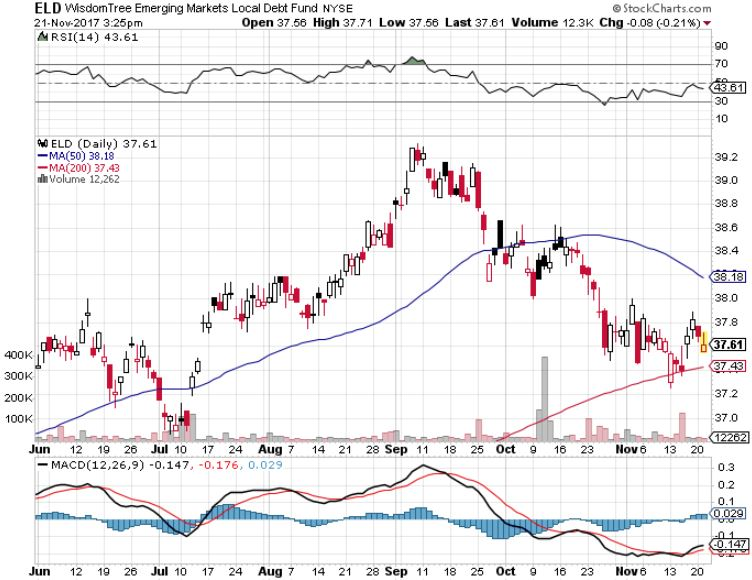 ELD WisdomTree Emerging Markets Local Debt Fund NYSE © StockCharts.com
21-Nov-2017 3:25pm Open 37.56 High 37.71 Low 37.56 Last 37.61 Volume 12.3K Chg -0.08 (-0.21%)
RSI(14) 43.61
90
70
50
43.61
30
10
ELD (Daily) 37.61
MA(50) 38.18
MA(200) 37.43
Volume 12,262
39.2
39.0
38.8
38.6
38.4
38.18
38.0
37.8
37.61
37.43
37.2
37.0
12262
400K
300K
200K
100K
Jun 12 19 26 Jul 10 17 24 Aug 7 14 21 28 Sep 11 18 25 Oct 9 16 23 Nov 6 13 20
MACD(12,26,9) -0.147, -0.176, 0.029
0.3
0.2
0.1
0.029
-0.147
Jun 12 19 26 Jul 10 17 24 Aug 7 14 21 28 Sep 11 18 25 Oct 9 16 23 Nov 6 13 20